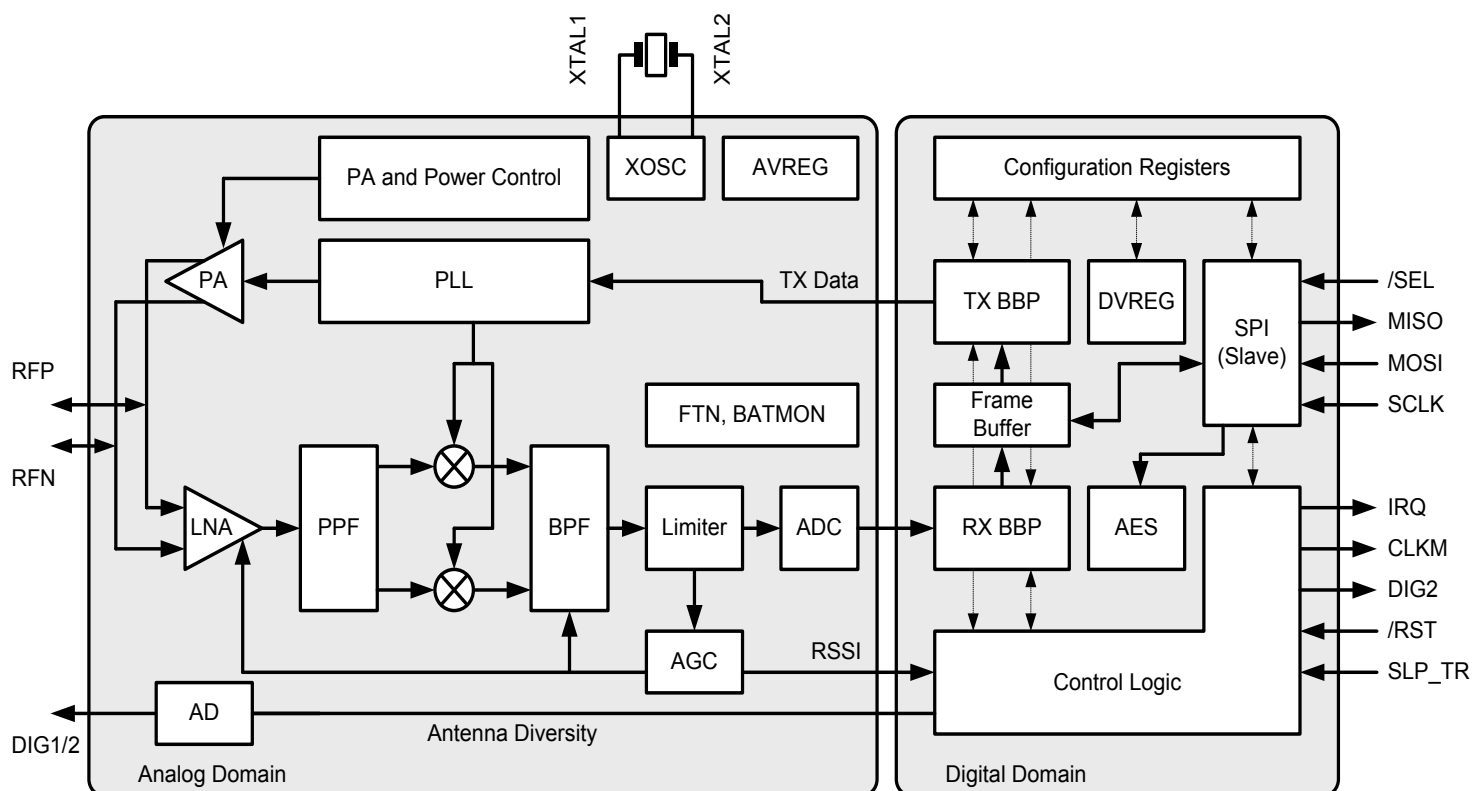 XTAL1
XTAL2
PA and Power Control
XOSC
AVREG
Configuration Registers
PA
PLL
TX Data
TX BBP
DVREG
SPI
(Slave)
/SEL
MISO
MOSI
SCLK
RFP
RFN
FTN, BATMON
Frame
Buffer
LNA
PPF
BPF
Limiter
ADC
RX BBP
AES
IRQ
CLKM
DIG2
/RST
SLP_TR
AGC
RSSI
Control Logic
AD
DIG1/2
Antenna Diversity
Analog Domain
Digital Domain